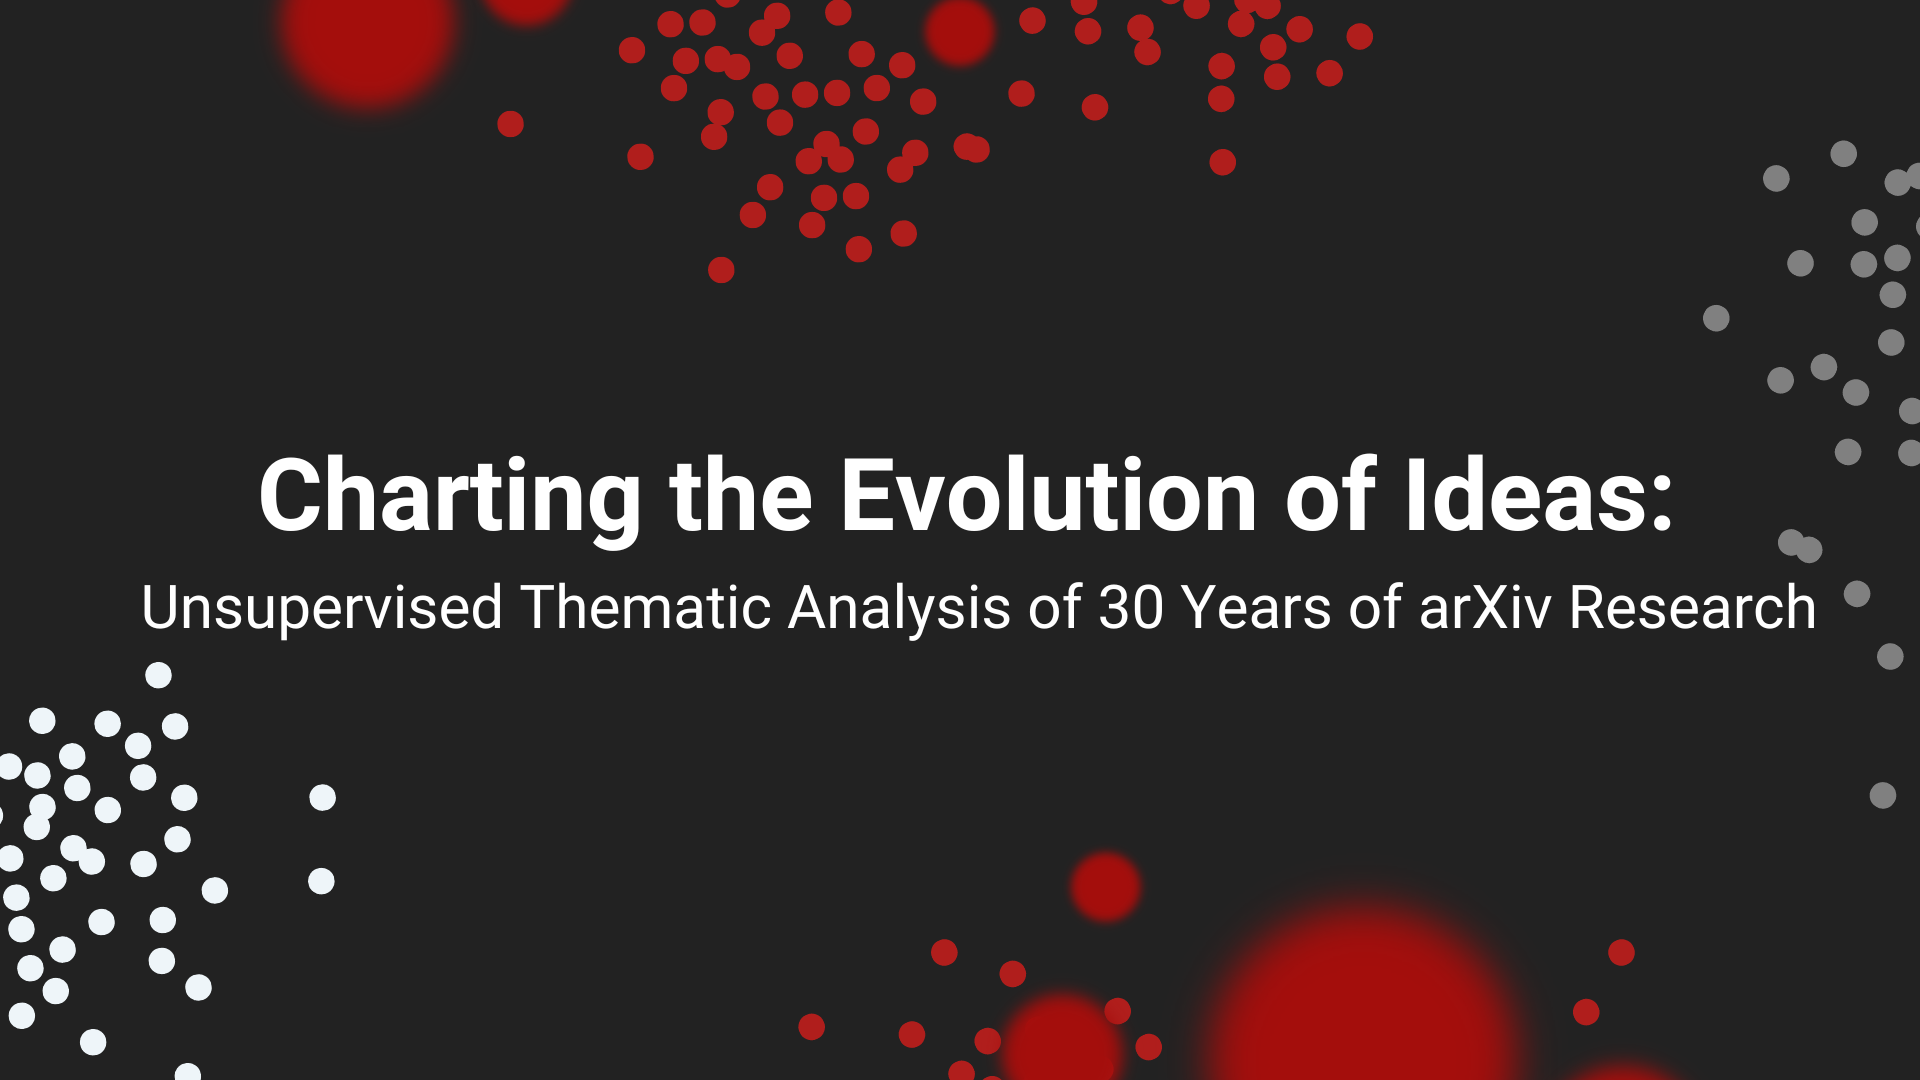 Charting the Evolution of Ideas:
Unsupervised Thematic Analysis of 30 Years of arXiv Research